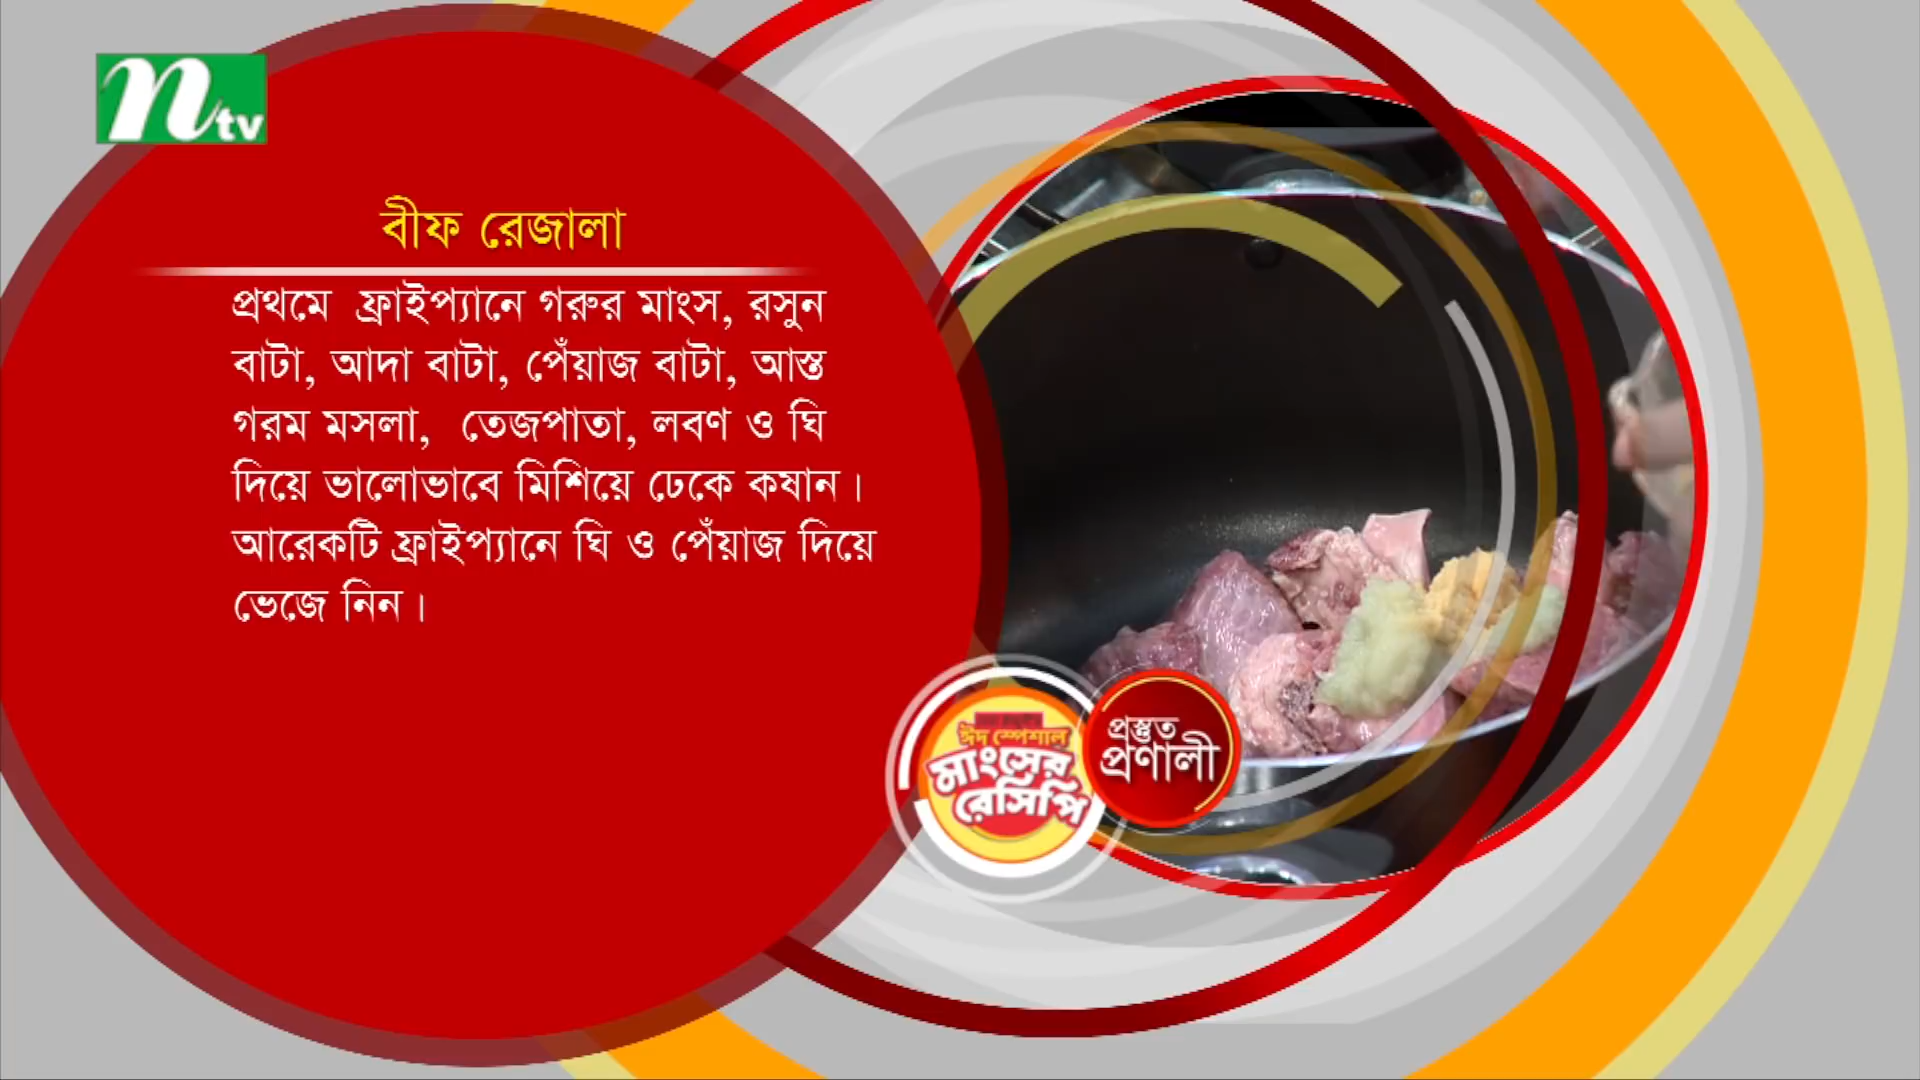 ntv
বীফ রেজালা
প্রথমে ফ্রাইপ্যানে গরুর মাংস, রসুন
বাটা, আদা বাটা, পেঁয়াজ বাটা, আস্ত
গরম মসলা, তেজপাতা, লবণ ও ঘি
দিয়ে ভালোভাবে মিশিয়ে ঢেকে কষান।
আরেকটি ফ্রাইপ্যানে ঘি ও পেঁয়াজ দিয়ে
ভেজে নিন।
ঈদ স্পেশাল
মাংসের
রেসিপি
প্রস্তুত
প্রণালী